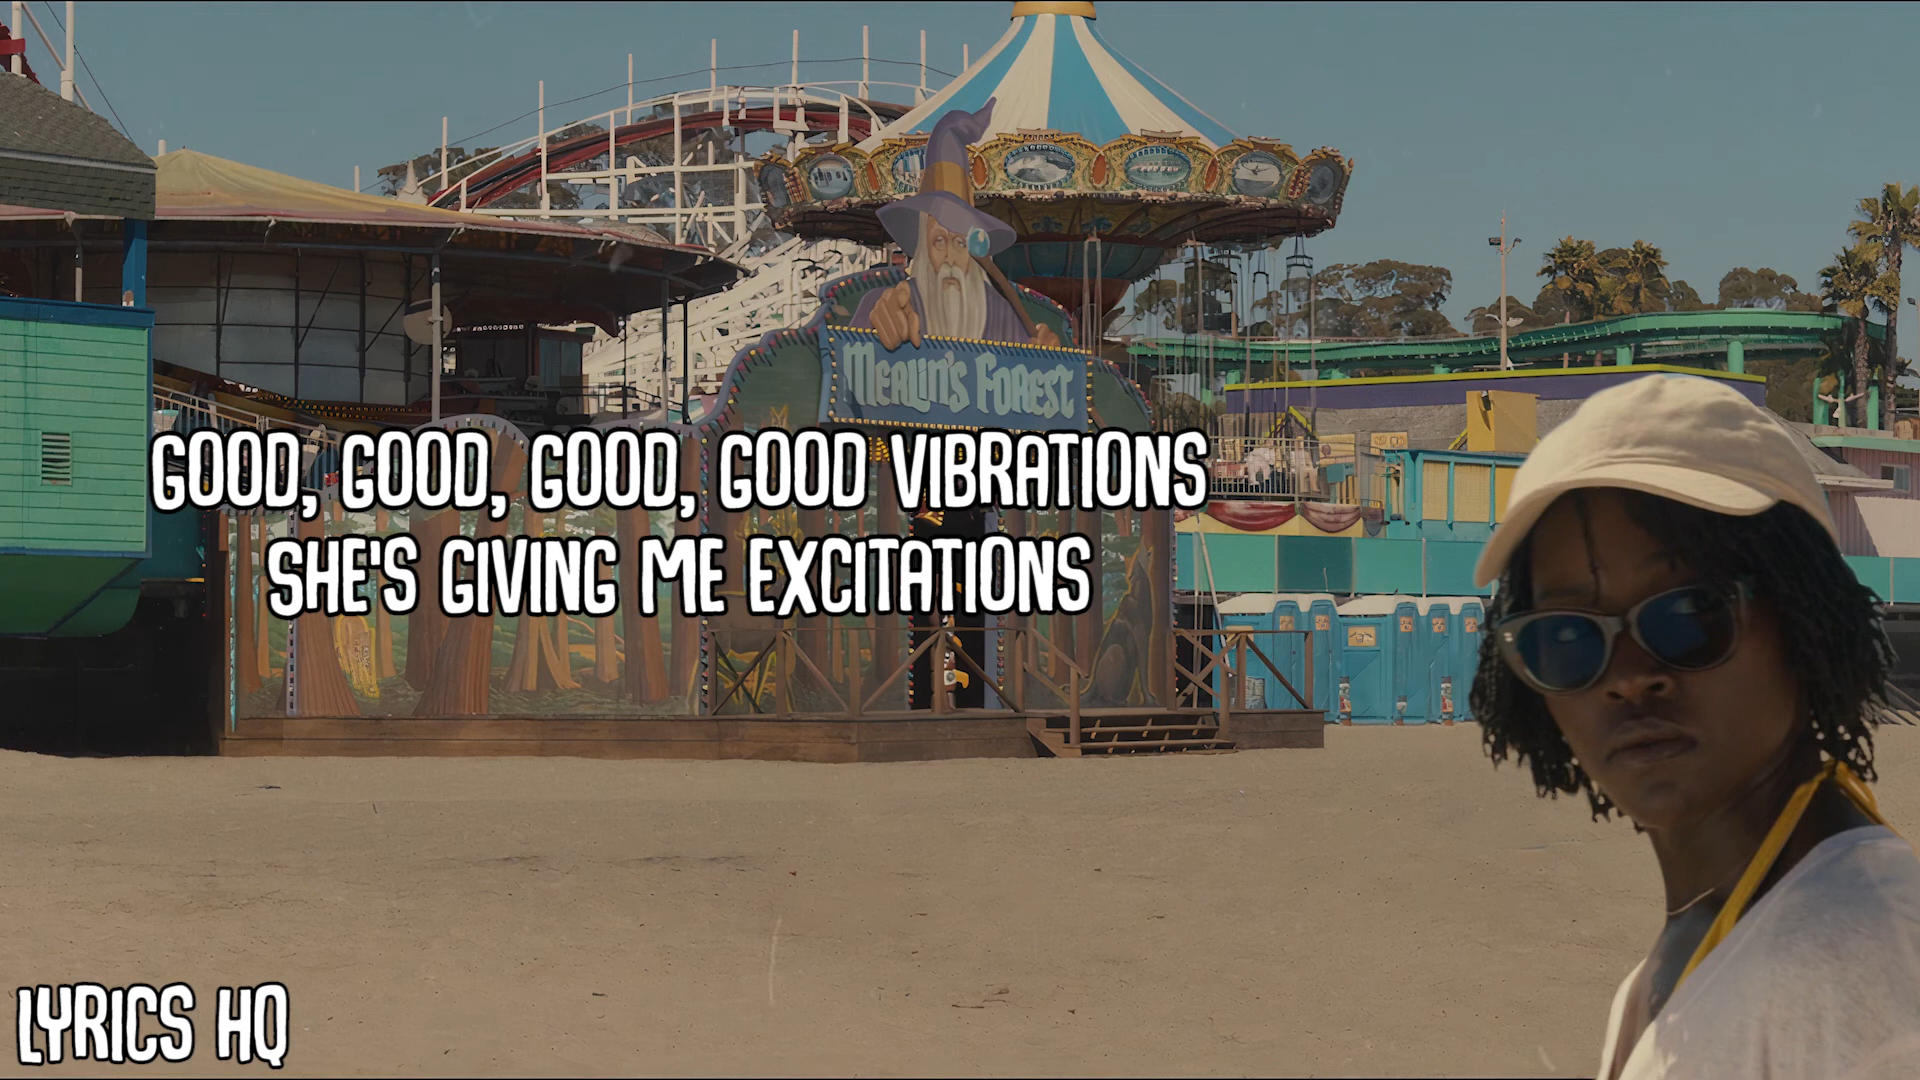 MERLIN'S FOREST
GOOD, GOOD, GOOD, GOOD VIBRATIONS
SHE'S GIVING ME EXCITATIONS
LYRICS HQ